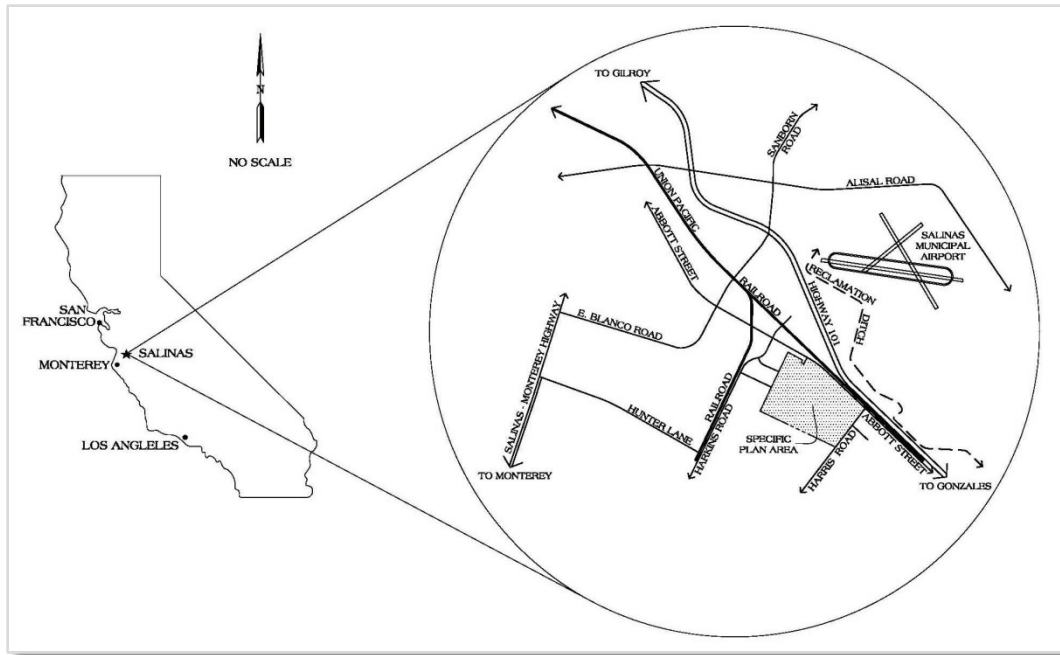 N
NO SCALE
SAN
FRANCISCO
MONTEREY
SALINAS
LOS ANGLELES
TO GILROY
SANBORN
ROAD
UNION PACIFIC
ABBOTT STREET
ALISAL ROAD
SALINAS
MUNICIPAL
AIRPORT
RECLAMATION
DITCH
HIGHWAY 101
RAILROAD
E. BLANCO ROAD
SALINAS - MONTEREY HIGHWAY
HUNTER LANE
RAILROAD
HARKINS ROAD
SPECIFIC
PLAN AREA
HARRIS ROAD
ABBOTT STREET
TO MONTEREY
TO GONZALES